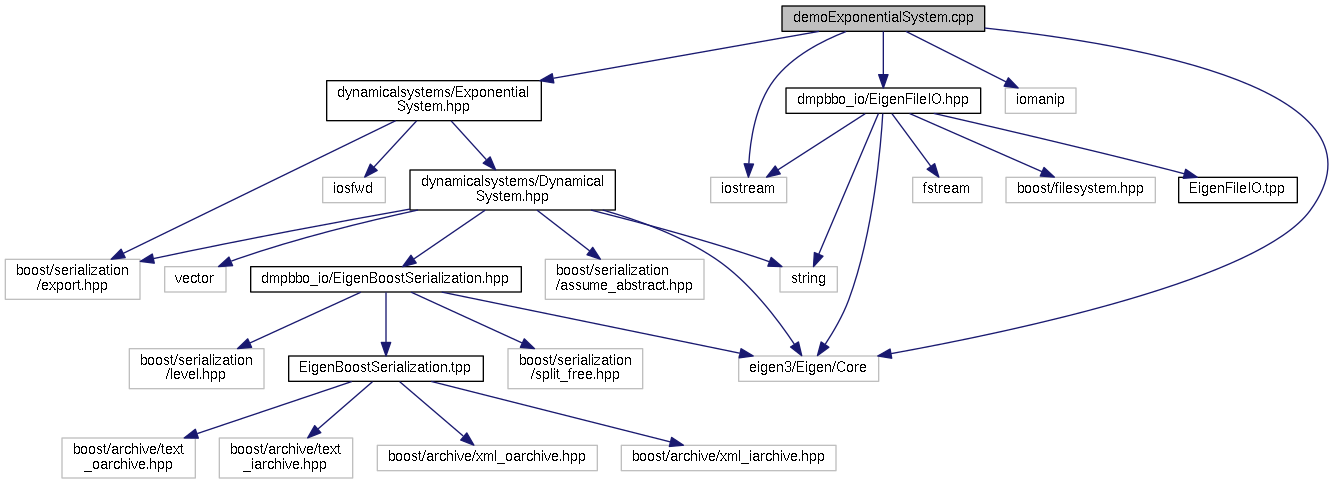 demoExponentialSystem.cpp
dynamicalsystems/Exponential
System.hpp
dmpbbo_io/EigenFileIO.hpp
iomanip
iosfwd
dynamicalsystems/Dynamical
System.hpp
iostream
fstream
boost/filesystem.hpp
EigenFileIO.tpp
boost/serialization
/export.hpp
vector
dmpbbo_io/EigenBoostSerialization.hpp
boost/serialization
/assume_abstract.hpp
string
boost/serialization
/level.hpp
EigenBoostSerialization.tpp
boost/serialization
/split_free.hpp
eigen3/Eigen/Core
boost/archive/text
_oarchive.hpp
boost/archive/text
_iarchive.hpp
boost/archive/xml_oarchive.hpp
boost/archive/xml_iarchive.hpp